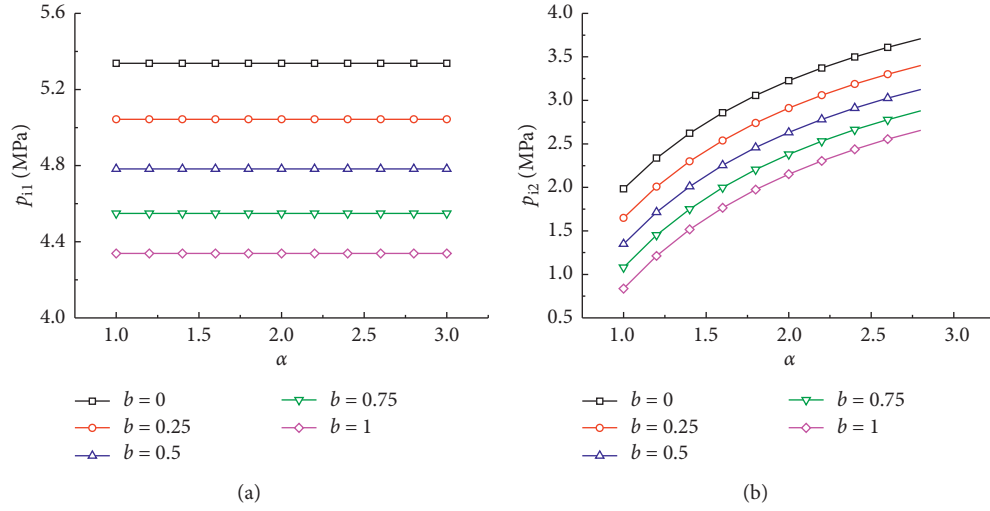 5.6
5.2
4.8
4.4
4.0
p_i1 (MPa)
1.0 1.5 2.0 2.5 3.0
α
b = 0
b = 0.25
b = 0.5
b = 0.75
b = 1
(a)
4.0
3.5
3.0
2.5
2.0
1.5
1.0
0.5
p_i2 (MPa)
1.0 1.5 2.0 2.5 3.0
α
b = 0
b = 0.25
b = 0.5
b = 0.75
b = 1
(b)